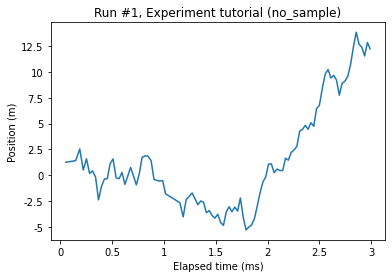 Run #1, Experiment tutorial (no_sample)
Position (m)
12.5
10
7.5
5
2.5
0
-2.5
-5
0 0.5 1 1.5 2 2.5 3
Elapsed time (ms)